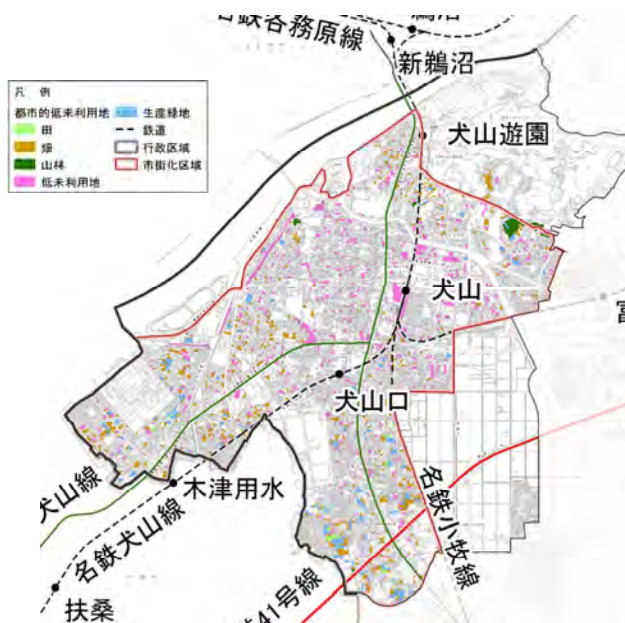 鵜沼
名鉄各務原線
新鵜沼
凡 例
都市的低未利用地
田
畑
山林
低未利用地
生産緑地
鉄道
行政区域
市街化区域
犬山遊園
犬山
富
犬山口
犬山線
木津用水
名鉄犬山線
名鉄小牧線
41号線
扶桑